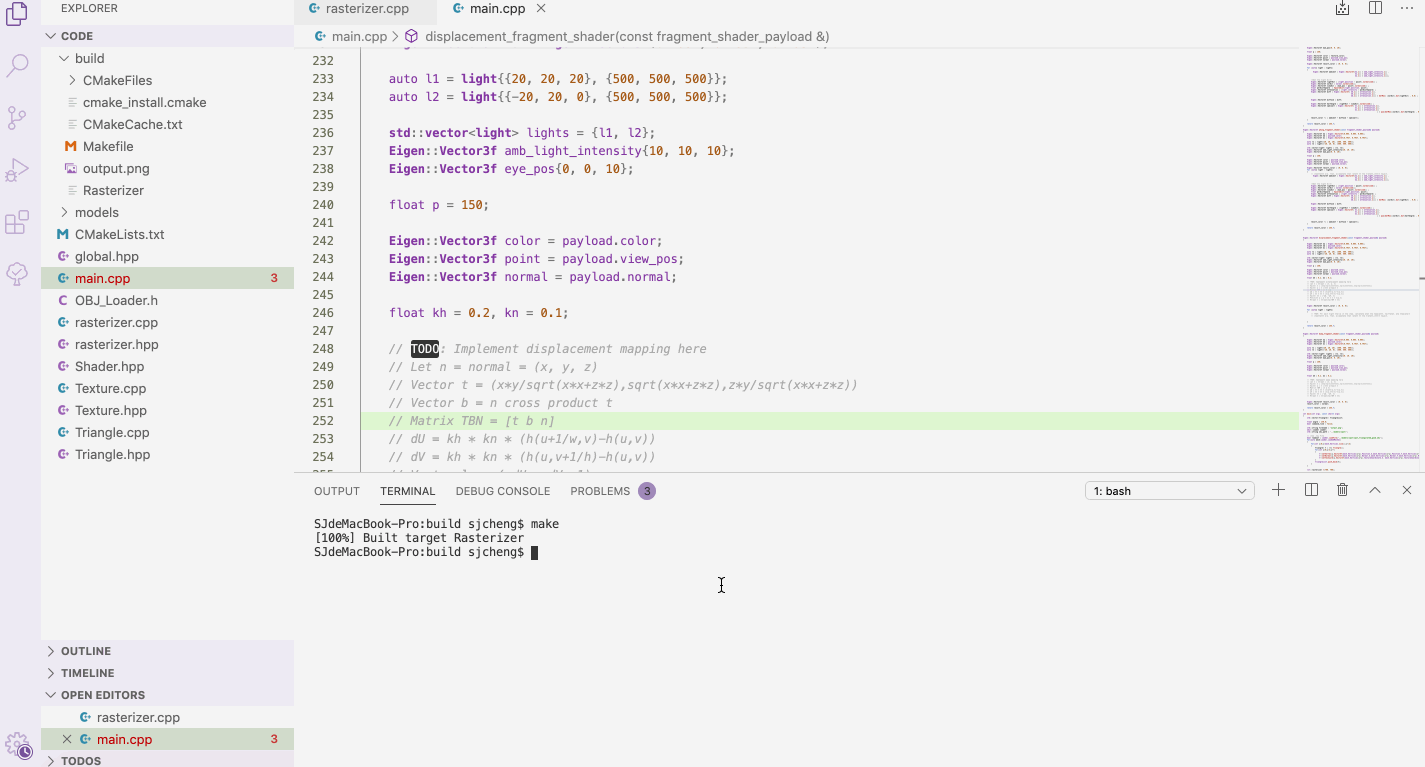 EXPLORER
CODE
build
CMakeFiles
cmake_install.cmake
CMakeCache.txt
Makefile
output.png
Rasterizer
models
CMakeLists.txt
global.hpp
main.cpp 3
OBJ_Loader.h
rasterizer.cpp
rasterizer.hpp
Shader.hpp
Texture.cpp
Texture.hpp
Triangle.cpp
Triangle.hpp
OUTLINE
TIMELINE
OPEN EDITORS
rasterizer.cpp
main.cpp 3
TODOS
rasterizer.cpp main.cpp
main.cpp > displacement_fragment_shader(const fragment_shader_payload &)
232
233 auto l1 = light{{20, 20, 20}, {500, 500, 500}};
234 auto l2 = light{{-20, 20, 0}, {500, 500, 500}};
235
236 std::vector<light> lights = {l1, l2};
237 Eigen::Vector3f amb_light_intensity{10, 10, 10};
238 Eigen::Vector3f eye_pos{0, 0, 10};
239
240 float p = 150;
241
242 Eigen::Vector3f color = payload.color;
243 Eigen::Vector3f point = payload.view_pos;
244 Eigen::Vector3f normal = payload.normal;
245
246 float kh = 0.2, kn = 0.1;
247
248 // TODO: Implement displacement mapping here
249 // Let n = normal = (x, y, z)
250 // Vector t = (x*y/sqrt(x*x+z*z),sqrt(x*x+z*z),z*y/sqrt(x*x+z*z))
251 // Vector b = n cross product t
252 // Matrix TBN = [t b n]
253 // dU = kh * kn * (h(u+1/w,v)-h(u,v))
254 // dV = kh * kn * (h(u,v+1/h)-h(u,v))
OUTPUT TERMINAL DEBUG CONSOLE PROBLEMS 3 1: bash
SJdeMacBook-Pro:build sjcheng$ make
[100%] Built target Rasterizer
SJdeMacBook-Pro:build sjcheng$